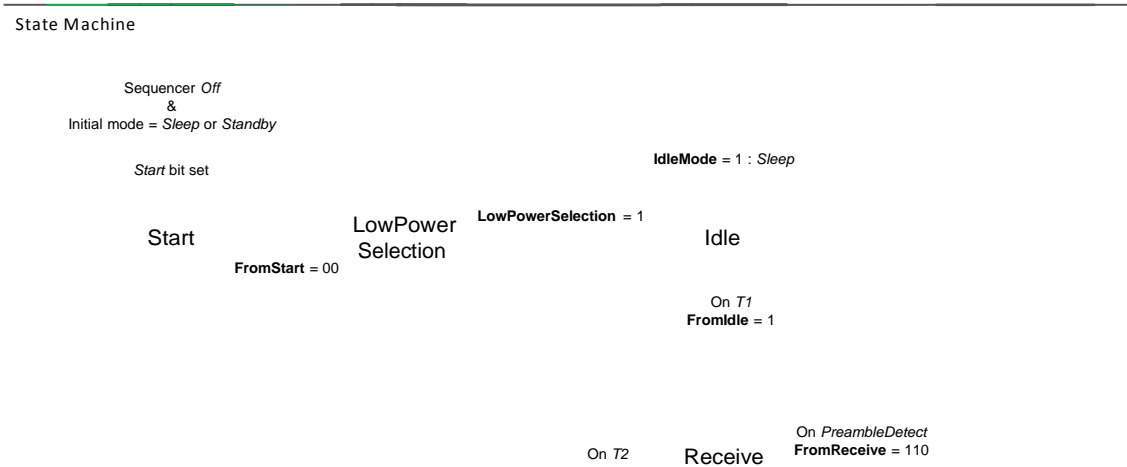 State Machine
Sequencer Off
&
Initial mode = Sleep or Standby
Start bit set
IdleMode = 1 : Sleep
Start
LowPower
Selection
LowPowerSelection = 1
Idle
FromStart = 00
On T1
FromIdle = 1
On T2
Receive
On PreambleDetect
FromReceive = 110